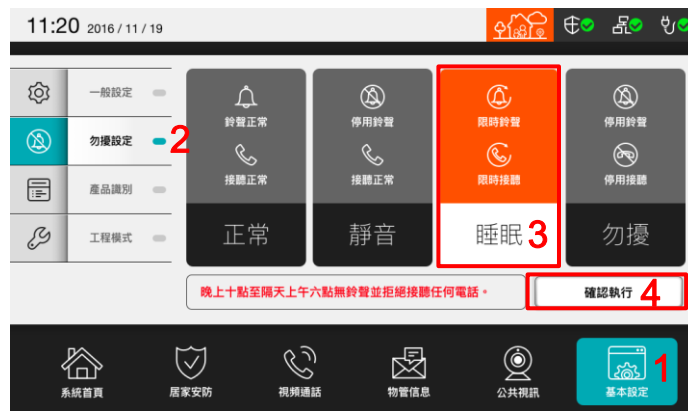 11:20 2016 / 11 / 19
一般設定
勿擾設定 2
產品識別
工程模式
鈴聲正常
接聽正常
正常
停用鈴聲
接聽正常
靜音
限時鈴聲
限時接聽
睡眠 3
停用鈴聲
停用接聽
勿擾
晚上十點至隔天上午六點無鈴聲並拒絕接聽任何電話。
確認執行 4
系統首頁
居家安防
視頻通話
物管信息
公共視訊
基本設定 1